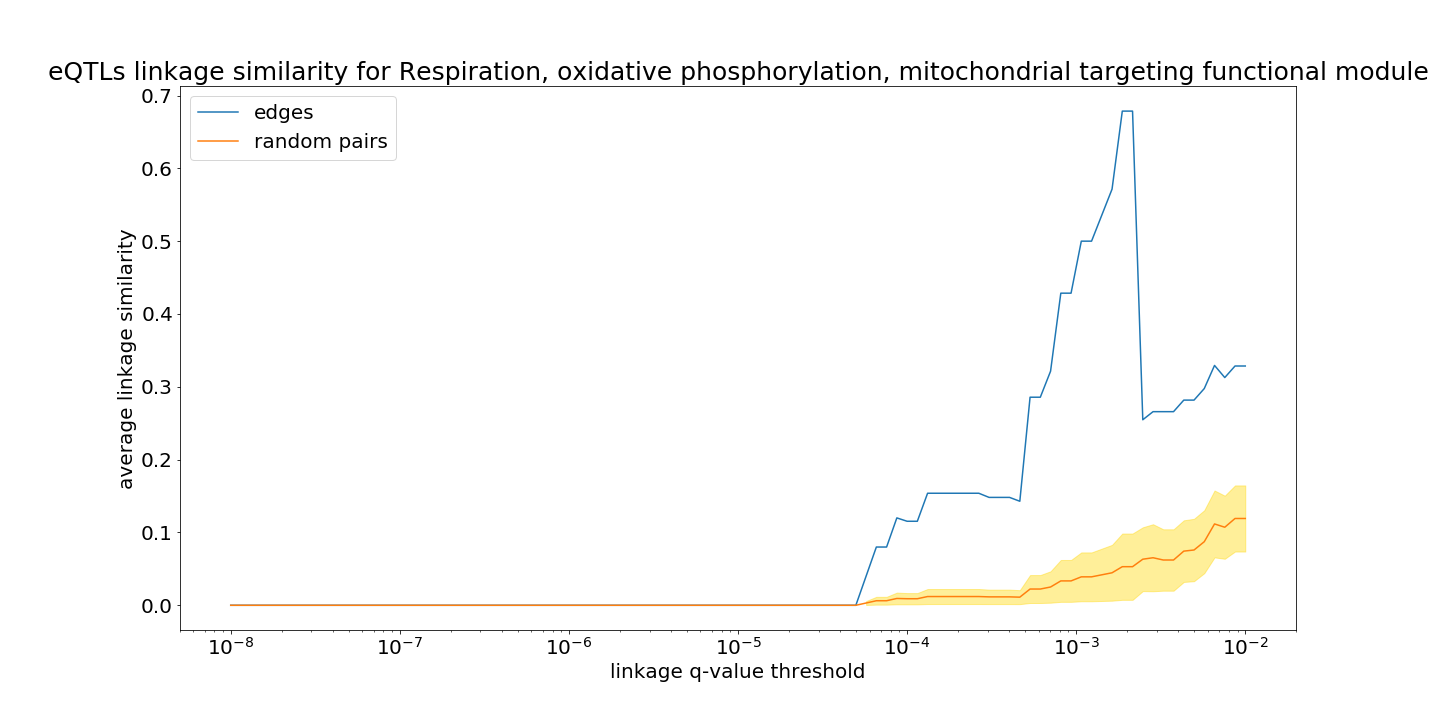 eQTLs linkage similarity for Respiration, oxidative phosphorylation, mitochondrial targeting functional module
edges
random pairs
average linkage similarity
0.7
0.6
0.5
0.4
0.3
0.2
0.1
0.0
10⁻⁸ 10⁻⁷ 10⁻⁶ 10⁻⁵ 10⁻⁴ 10⁻³ 10⁻²
linkage q-value threshold